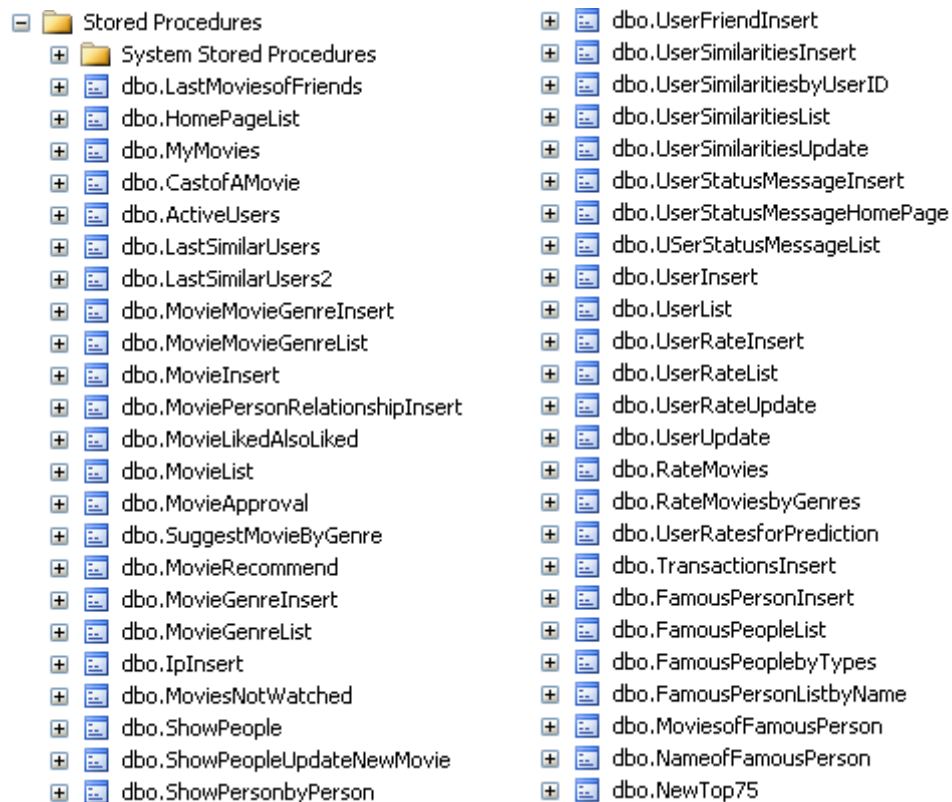 Stored Procedures
System Stored Procedures
dbo.LastMoviesofFriends
dbo.HomePageList
dbo.MyMovies
dbo.CastofAMovie
dbo.ActiveUsers
dbo.LastSimilarUsers
dbo.LastSimilarUsers2
dbo.MovieMovieGenreInsert
dbo.MovieMovieGenreList
dbo.MovieInsert
dbo.MoviePersonRelationshipInsert
dbo.MovieLikedAlsoLiked
dbo.MovieList
dbo.MovieApproval
dbo.SuggestMovieByGenre
dbo.MovieRecommend
dbo.MovieGenreInsert
dbo.MovieGenreList
dbo.IpInsert
dbo.MoviesNotWatched
dbo.ShowPeople
dbo.ShowPeopleUpdateNewMovie
dbo.ShowPersonbyPerson
dbo.UserFriendInsert
dbo.UserSimilaritiesInsert
dbo.UserSimilaritiesbyUserID
dbo.UserSimilaritiesList
dbo.UserSimilaritiesUpdate
dbo.UserStatusMessageInsert
dbo.UserStatusMessageHomePage
dbo.USerStatusMessageList
dbo.UserInsert
dbo.UserList
dbo.UserRateInsert
dbo.UserRateList
dbo.UserRateUpdate
dbo.UserUpdate
dbo.RateMovies
dbo.RateMoviesbyGenres
dbo.UserRatesforPrediction
dbo.TransactionsInsert
dbo.FamousPersonInsert
dbo.FamousPeopleList
dbo.FamousPeoplebyTypes
dbo.FamousPersonListbyName
dbo.MoviesofFamousPerson
dbo.NameofFamousPerson
dbo.NewTop75